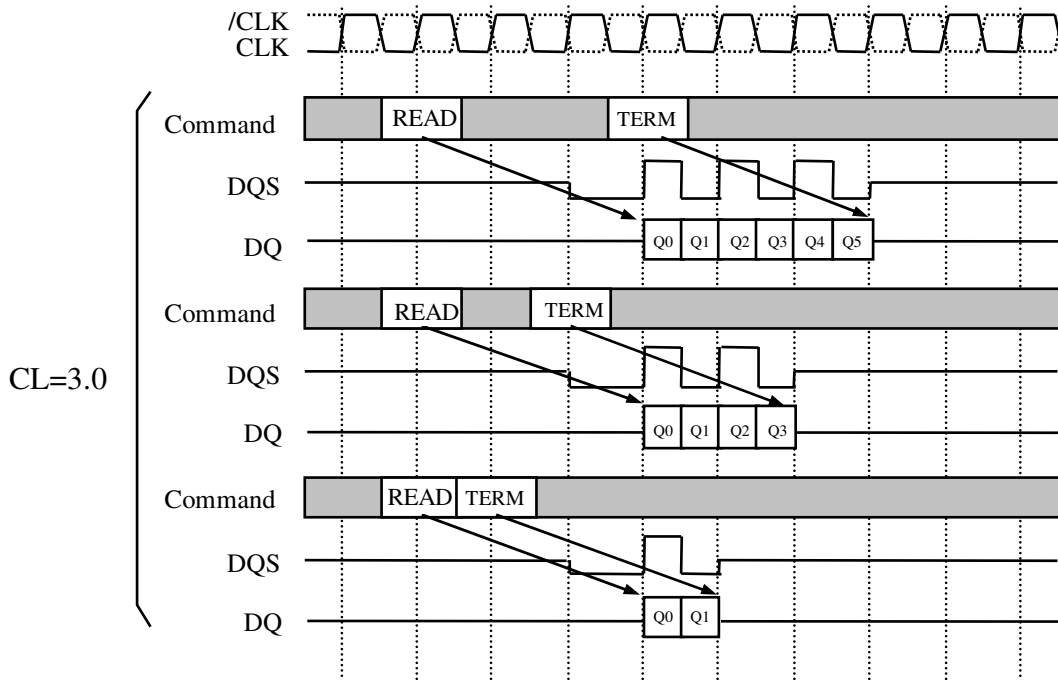 /CLK
CLK
Command READ TERM
DQS
DQ Q0 Q1 Q2 Q3 Q4 Q5
Command READ TERM
CL=3.0
DQS
DQ Q0 Q1 Q2 Q3
Command READ TERM
DQS
DQ Q0 Q1